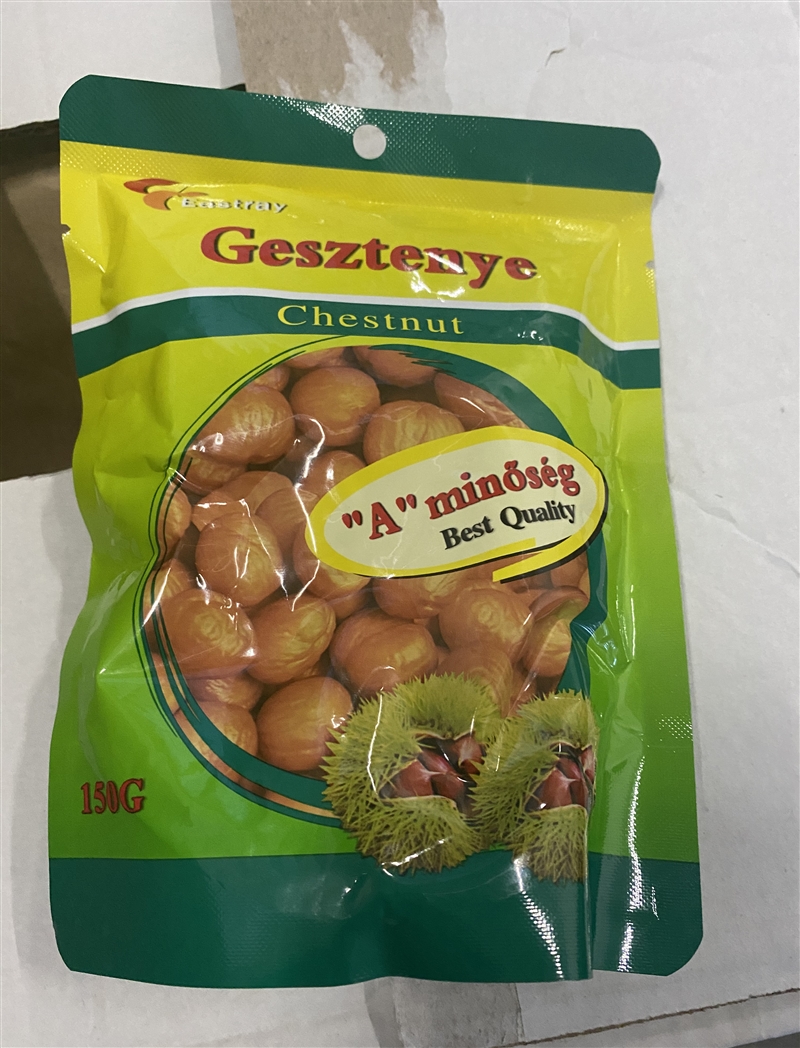 Eastray
Gesztenye
Chestnut
"A" minőség
Best Quality
150G